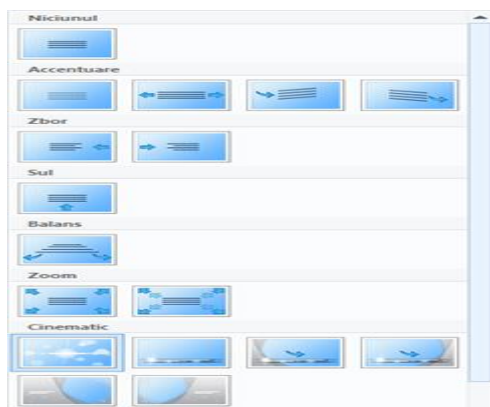 Niciunul
Accentuare
Zbor
Sul
Balans
Zoom
Cinematic